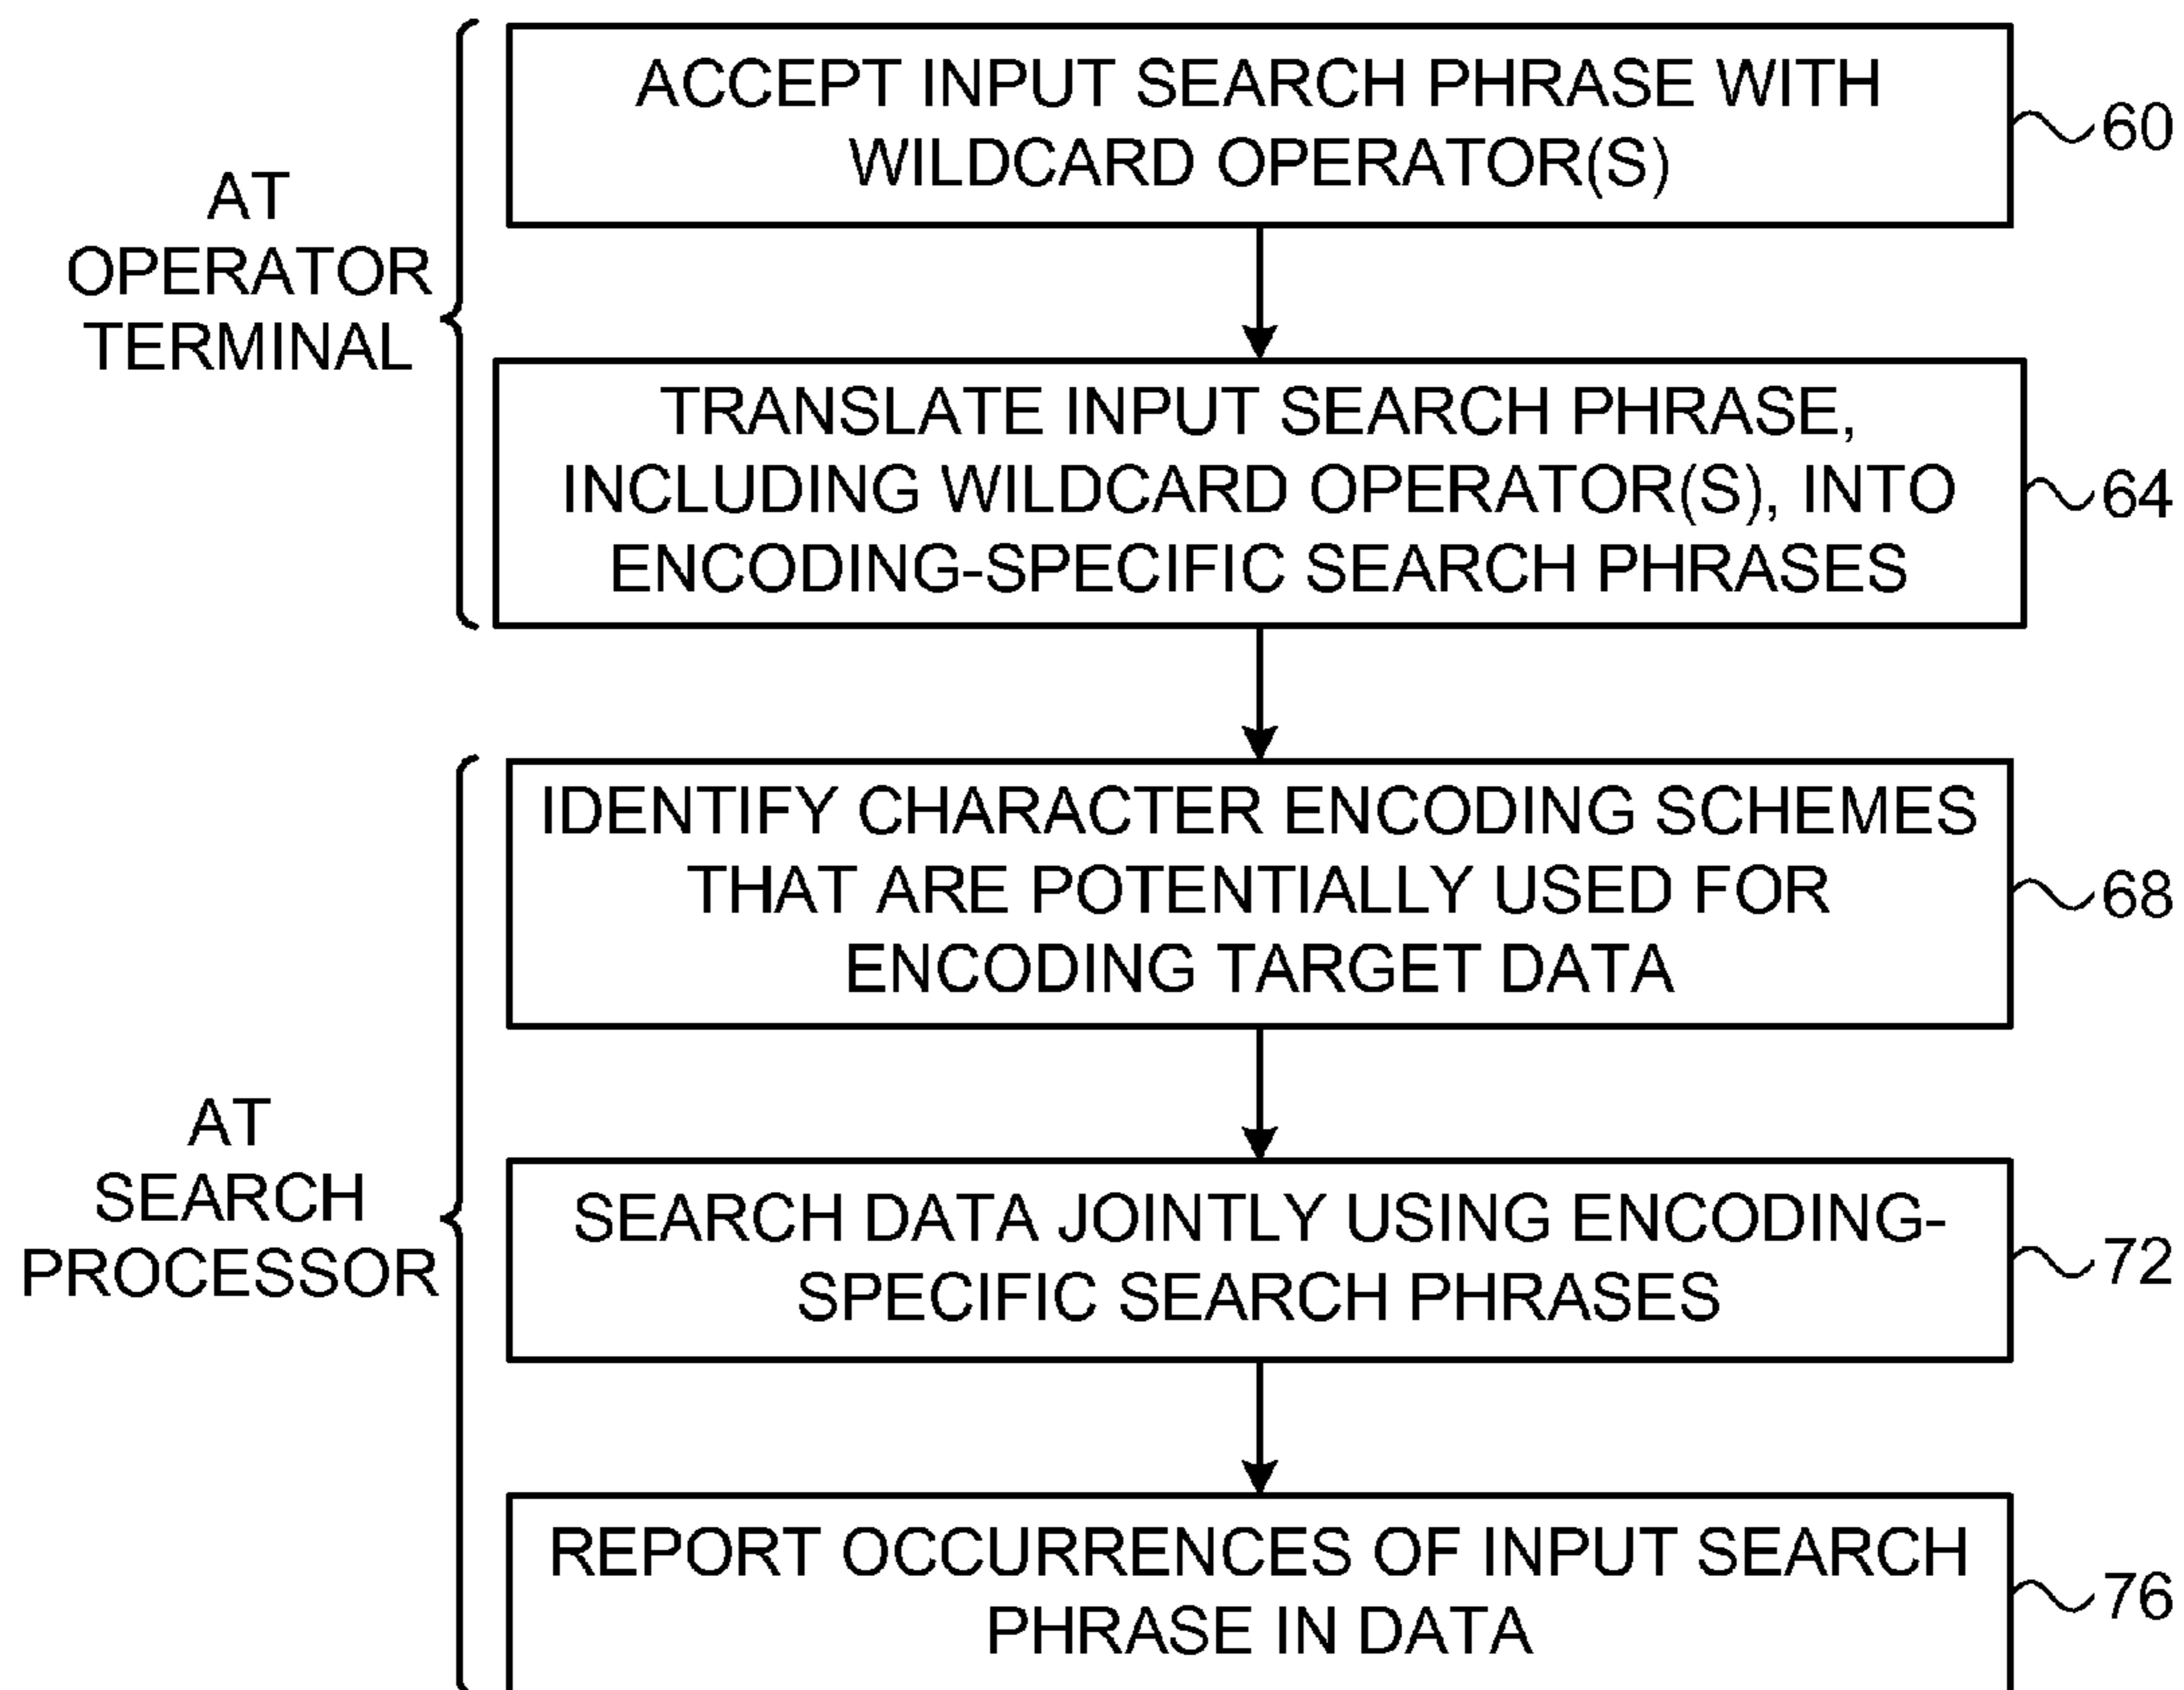 AT
OPERATOR
TERMINAL
ACCEPT INPUT SEARCH PHRASE WITH
WILDCARD OPERATOR(S)
60
TRANSLATE INPUT SEARCH PHRASE,
INCLUDING WILDCARD OPERATOR(S), INTO
ENCODING-SPECIFIC SEARCH PHRASES
64
AT
SEARCH
PROCESSOR
IDENTIFY CHARACTER ENCODING SCHEMES
THAT ARE POTENTIALLY USED FOR
ENCODING TARGET DATA
68
SEARCH DATA JOINTLY USING ENCODING-
SPECIFIC SEARCH PHRASES
72
REPORT OCCURRENCES OF INPUT SEARCH
PHRASE IN DATA
76